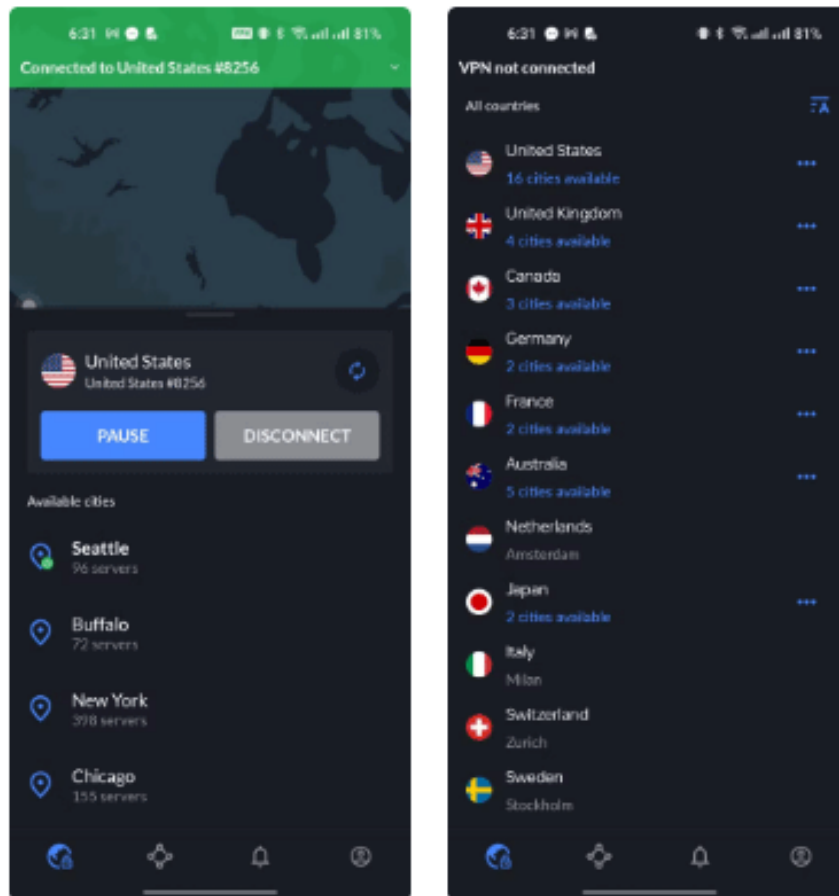 6:31
VPN
81%
Connected to United States #8256
United States
United States #8256
PAUSE
DISCONNECT
Available cities
Seattle
96 servers
Buffalo
72 servers
New York
398 servers
Chicago
155 servers
6:31
81%
VPN not connected
All countries
A
United States
16 cities available
United Kingdom
4 cities available
Canada
3 cities available
Germany
2 cities available
France
2 cities available
Australia
5 cities available
Netherlands
Amsterdam
Japan
2 cities available
Italy
Milan
Switzerland
Zurich
Sweden
Stockholm